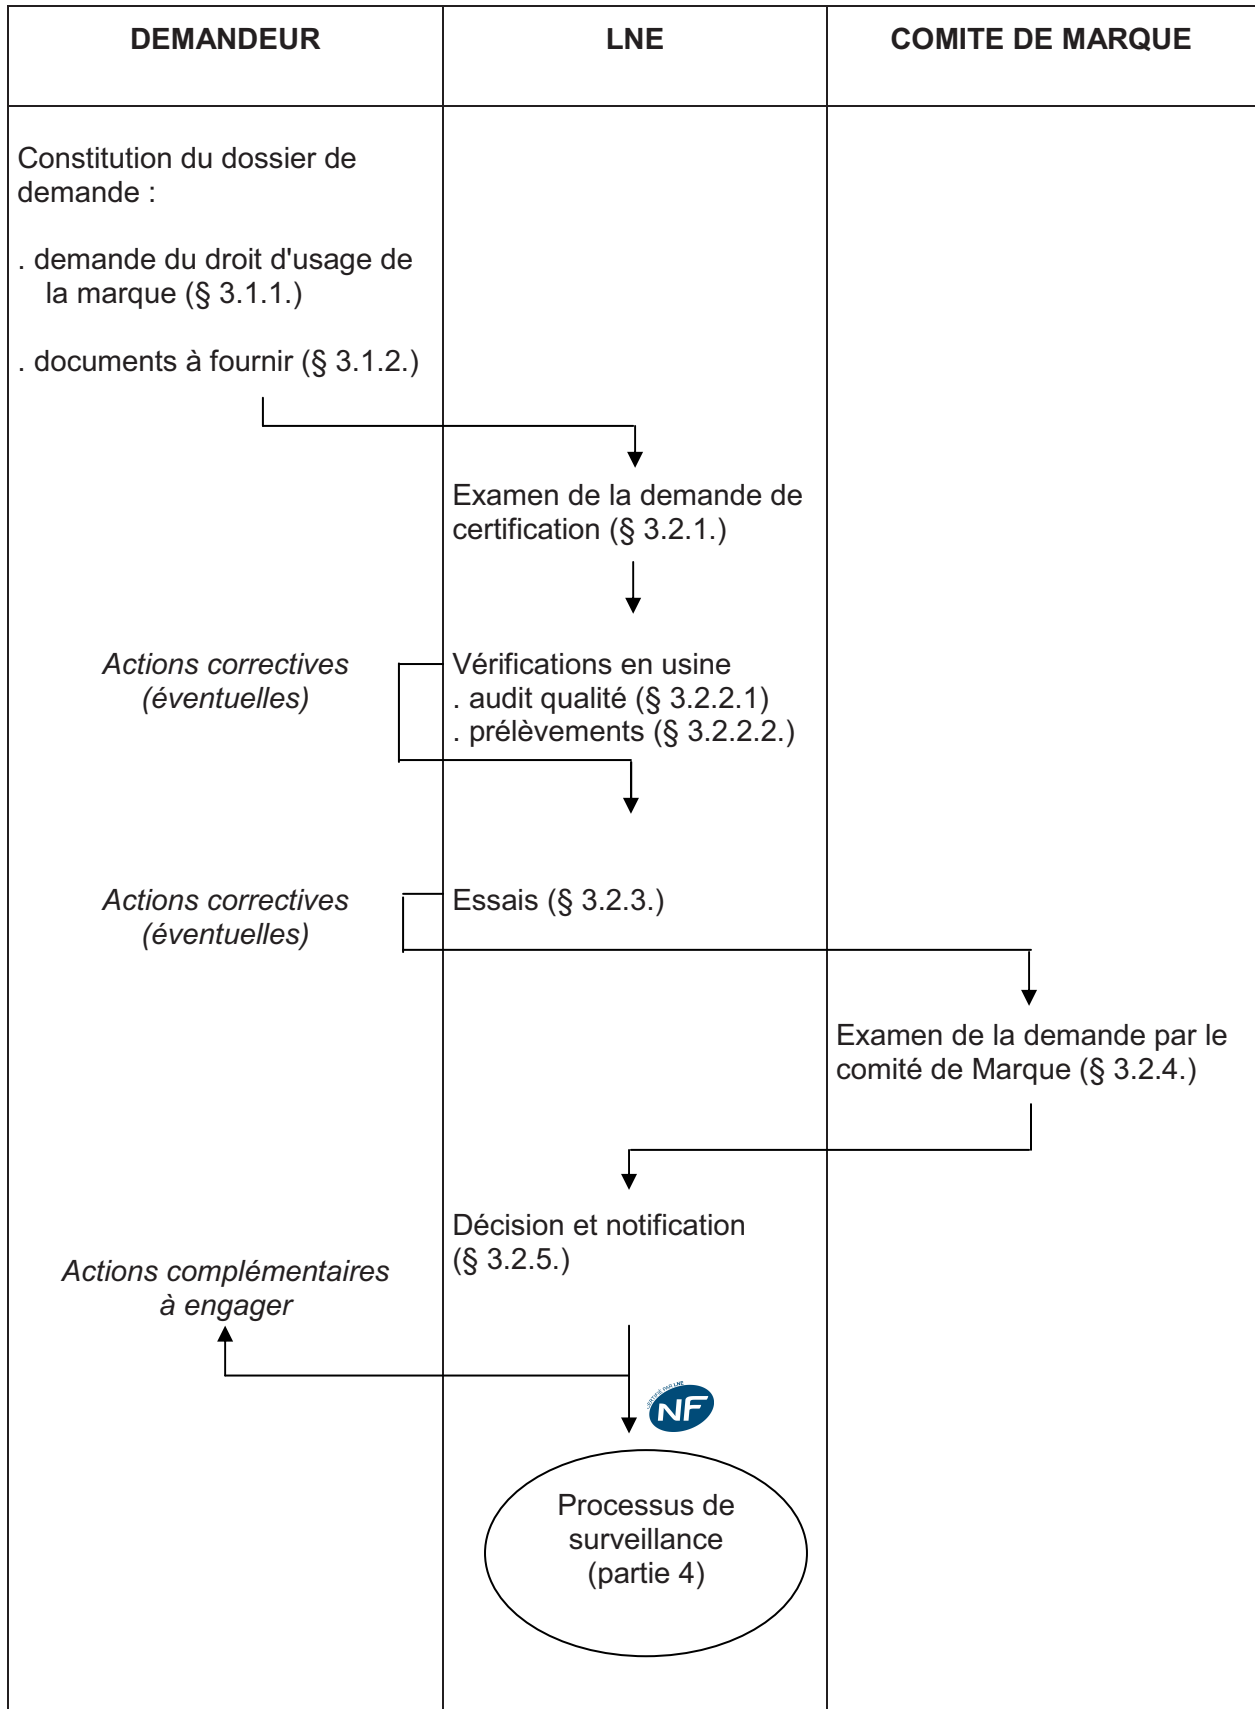 DEMANDEUR
LNE
COMITE DE MARQUE
Constitution du dossier de
demande :
. demande du droit d'usage de
la marque (§ 3.1.1.)
. documents à fournir (§ 3.1.2.)
Examen de la demande de
certification (§ 3.2.1.)
Actions correctives
(éventuelles)
Vérifications en usine
. audit qualité (§ 3.2.2.1)
. prélèvements (§ 3.2.2.2.)
Actions correctives
(éventuelles)
Essais (§ 3.2.3.)
Examen de la demande par le
comité de Marque (§ 3.2.4.)
Décision et notification
(§ 3.2.5.)
Actions complémentaires
à engager
CERTIFIÉ PAR LNE
NF
Processus de
surveillance
(partie 4)